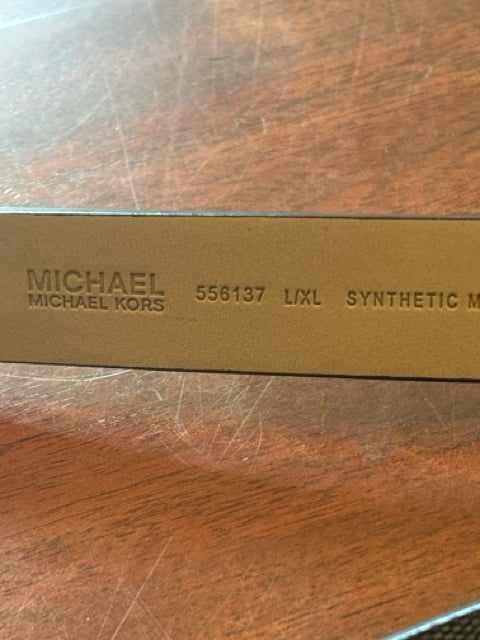 MICHAEL
MICHAEL KORS
556137 L/XL SYNTHETIC M